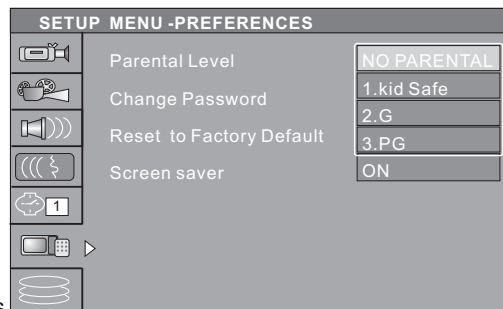 SETUP MENU -PREFERENCES
Parental Level
NO PARENTAL
1.kid Safe
Change Password
2.G
Reset to Factory Default
3.PG
Screen saver
ON
1